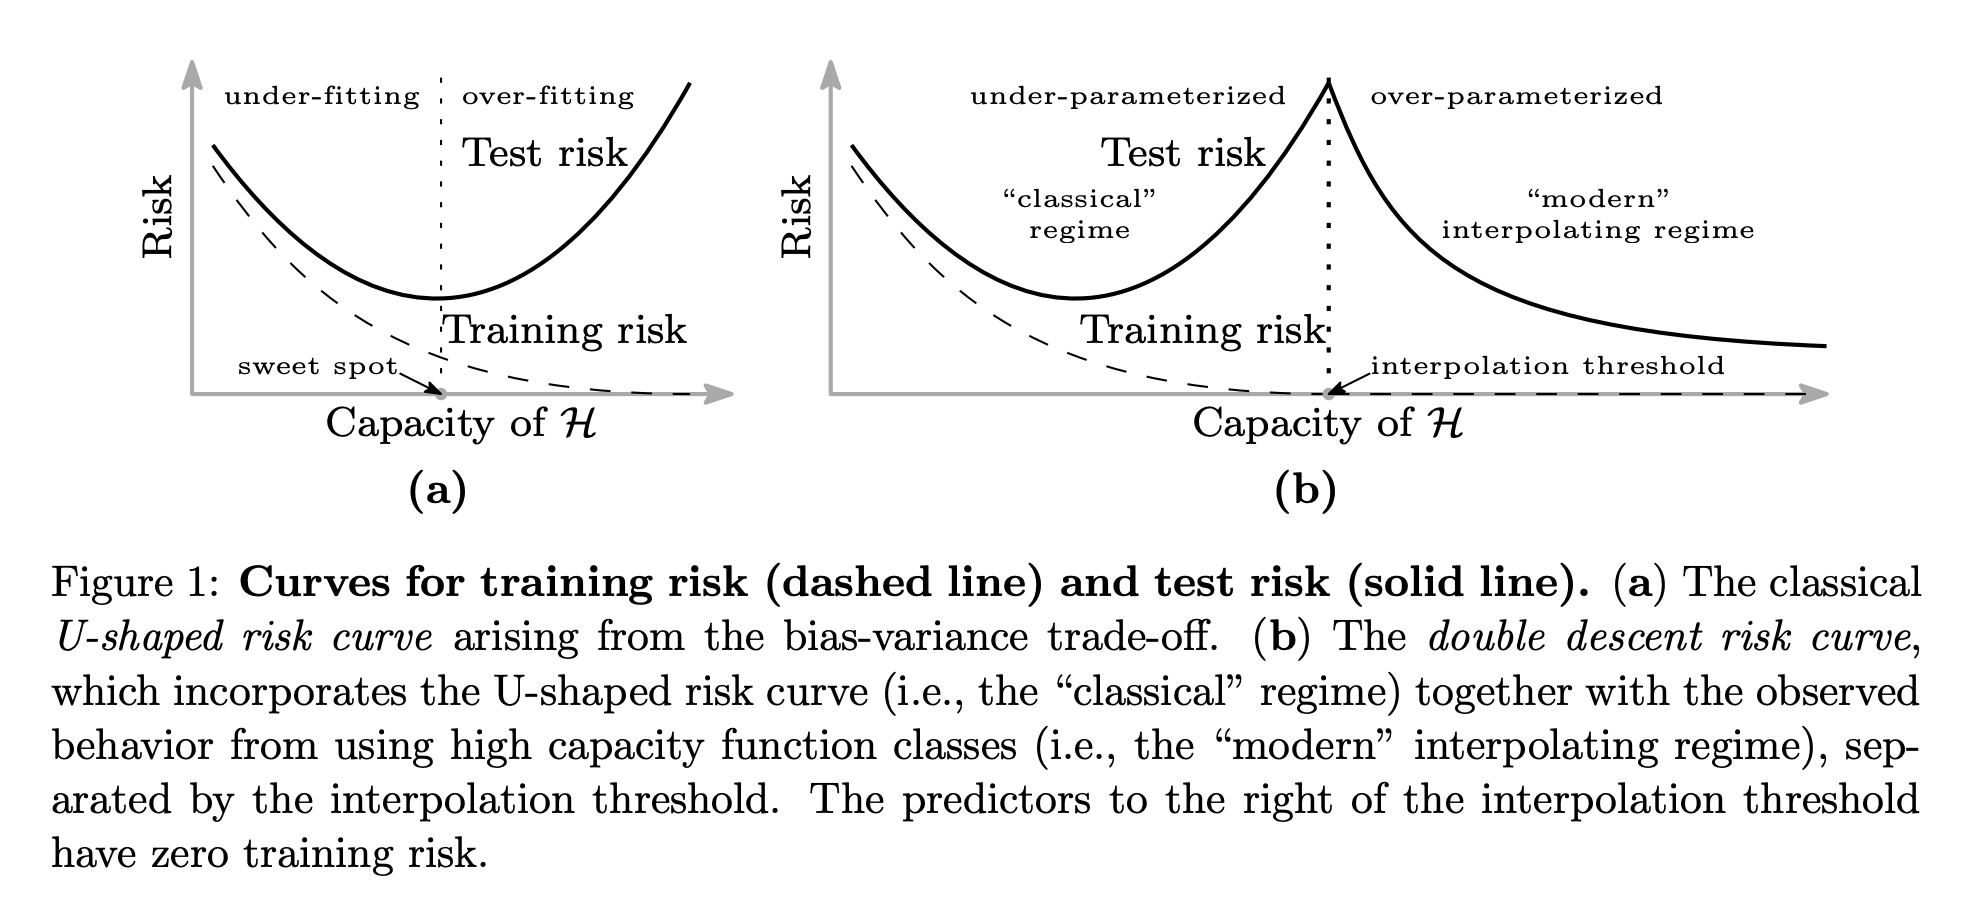 under-fitting
over-fitting
Test risk
Risk
Training risk
sweet spot
Capacity of ℋ
(a)
under-parameterized
over-parameterized
Test risk
“classical”
regime
“modern”
interpolating regime
Risk
Training risk
interpolation threshold
Capacity of ℋ
(b)
Figure 1: Curves for training risk (dashed line) and test risk (solid line). (a) The classical
U-shaped risk curve arising from the bias-variance trade-off. (b) The double descent risk curve,
which incorporates the U-shaped risk curve (i.e., the “classical” regime) together with the observed
behavior from using high capacity function classes (i.e., the “modern” interpolating regime), sep-
arated by the interpolation threshold. The predictors to the right of the interpolation threshold
have zero training risk.